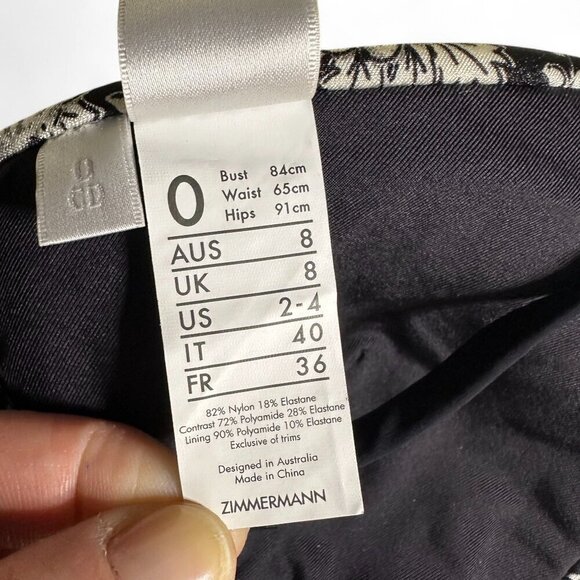 0
Bust 84cm
Waist 65cm
Hips 91cm
AUS 8
UK 8
US 2-4
IT 40
FR 36
82% Nylon 18% Elastane
Contrast 72% Polyamide 28% Elastane
Lining 90% Polyamide 10% Elastane
Exclusive of trims
Designed in Australia
Made in China
ZIMMERMANN